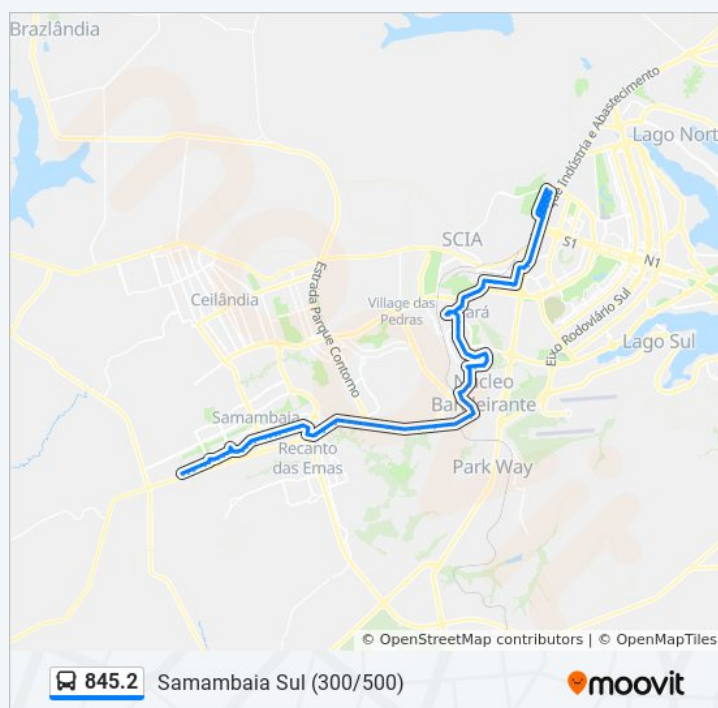 Brazlândia
que Indústria e Abastecimento
Lago Nort
SCIA
S1
N1
Estrada Parque Contorno
Ceilândia
Village das
Pedras
ará
Eixo Rodoviário Sul
Lago Sul
Núcleo
Bandeirante
Samambaia
Recanto
das Emas
Park Way
© OpenStreetMap contributors | © OpenMapTiles
845.2 Samambaia Sul (300/500)
moovit